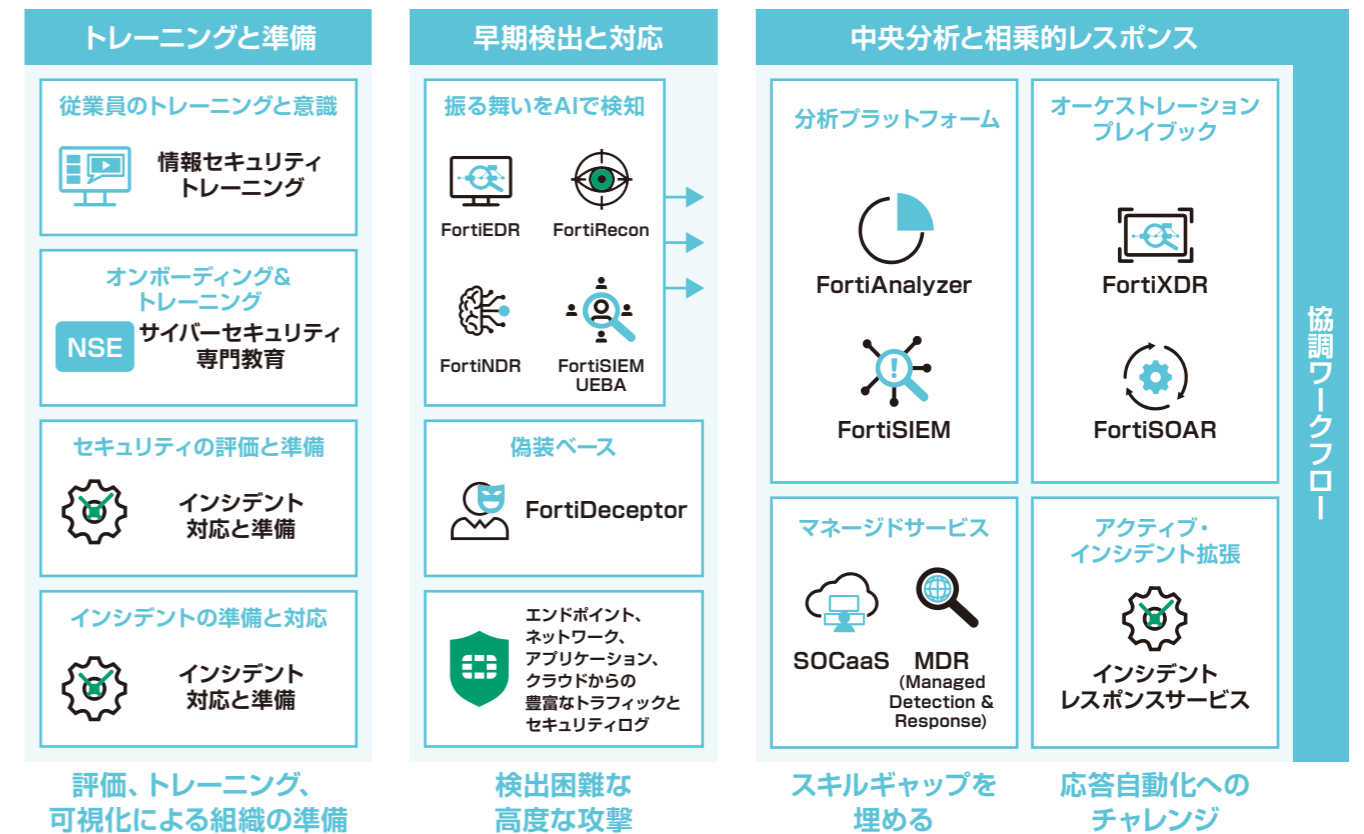 トレーニングと準備
従業員のトレーニングと意識
情報セキュリティ
トレーニング
オンボーディング&
トレーニング
NSE
サイバーセキュリティ
専門教育
セキュリティの評価と準備
インシデント
対応と準備
インシデントの準備と対応
インシデント
対応と準備
評価、トレーニング、
可視化による組織の準備
早期検出と対応
振る舞いをAIで検知
FortiEDR
FortiRecon
FortiNDR
FortiSIEM
UEBA
偽装ベース
FortiDeceptor
エンドポイント、
ネットワーク、
アプリケーション、
クラウドからの
豊富なトラフィックと
セキュリティログ
検出困難な
高度な攻撃
中央分析と相乗的レスポンス
分析プラットフォーム
FortiAnalyzer
FortiSIEM
オーケストレーション
プレイブック
FortiXDR
FortiSOAR
マネージドサービス
SOCaaS
MDR
(Managed
Detection &
Response)
アクティブ・
インシデント拡張
インシデント
レスポンスサービス
協調ワークフロー
スキルギャップを
埋める
応答自動化への
チャレンジ